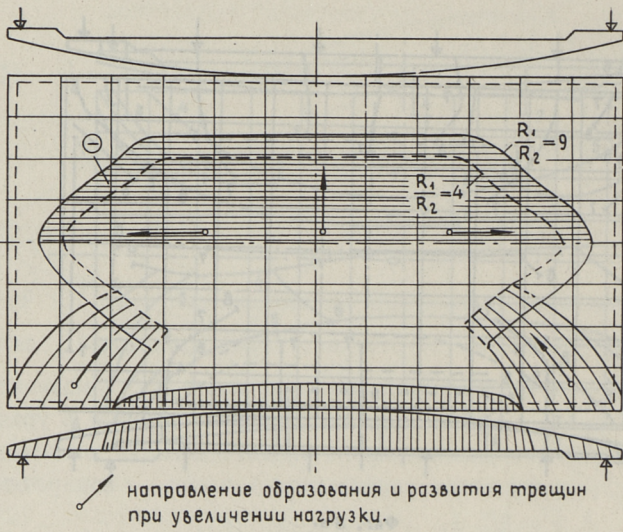 ⊖
R₁/R₂=9
R₁/R₂=4
направление образования и развития трещин
при увеличении нагрузки.